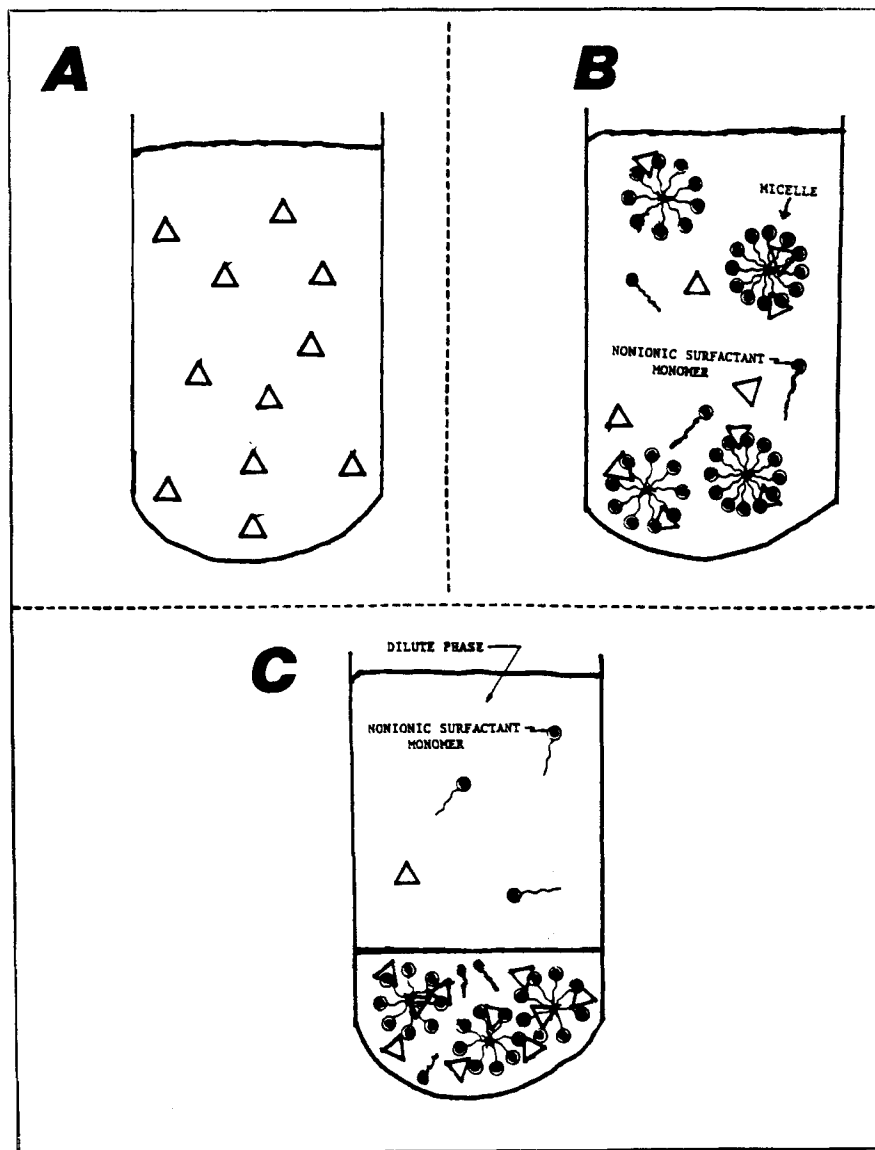 A
B
MICELLE
NONIONIC SURFACTANT
MONOMER
C
DILUTE PHASE
NONIONIC SURFACTANT
MONOMER